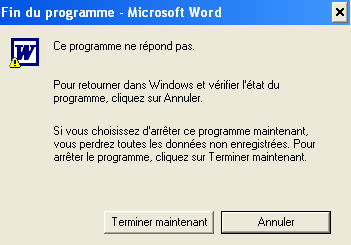 Fin du programme - Microsoft Word
Ce programme ne répond pas.
Pour retourner dans Windows et vérifier l'état du
programme, cliquez sur Annuler.
Si vous choisissez d'arrêter ce programme maintenant,
vous perdrez toutes les données non enregistrées. Pour
arrêter le programme, cliquez sur Terminer maintenant.
Terminer maintenant
Annuler